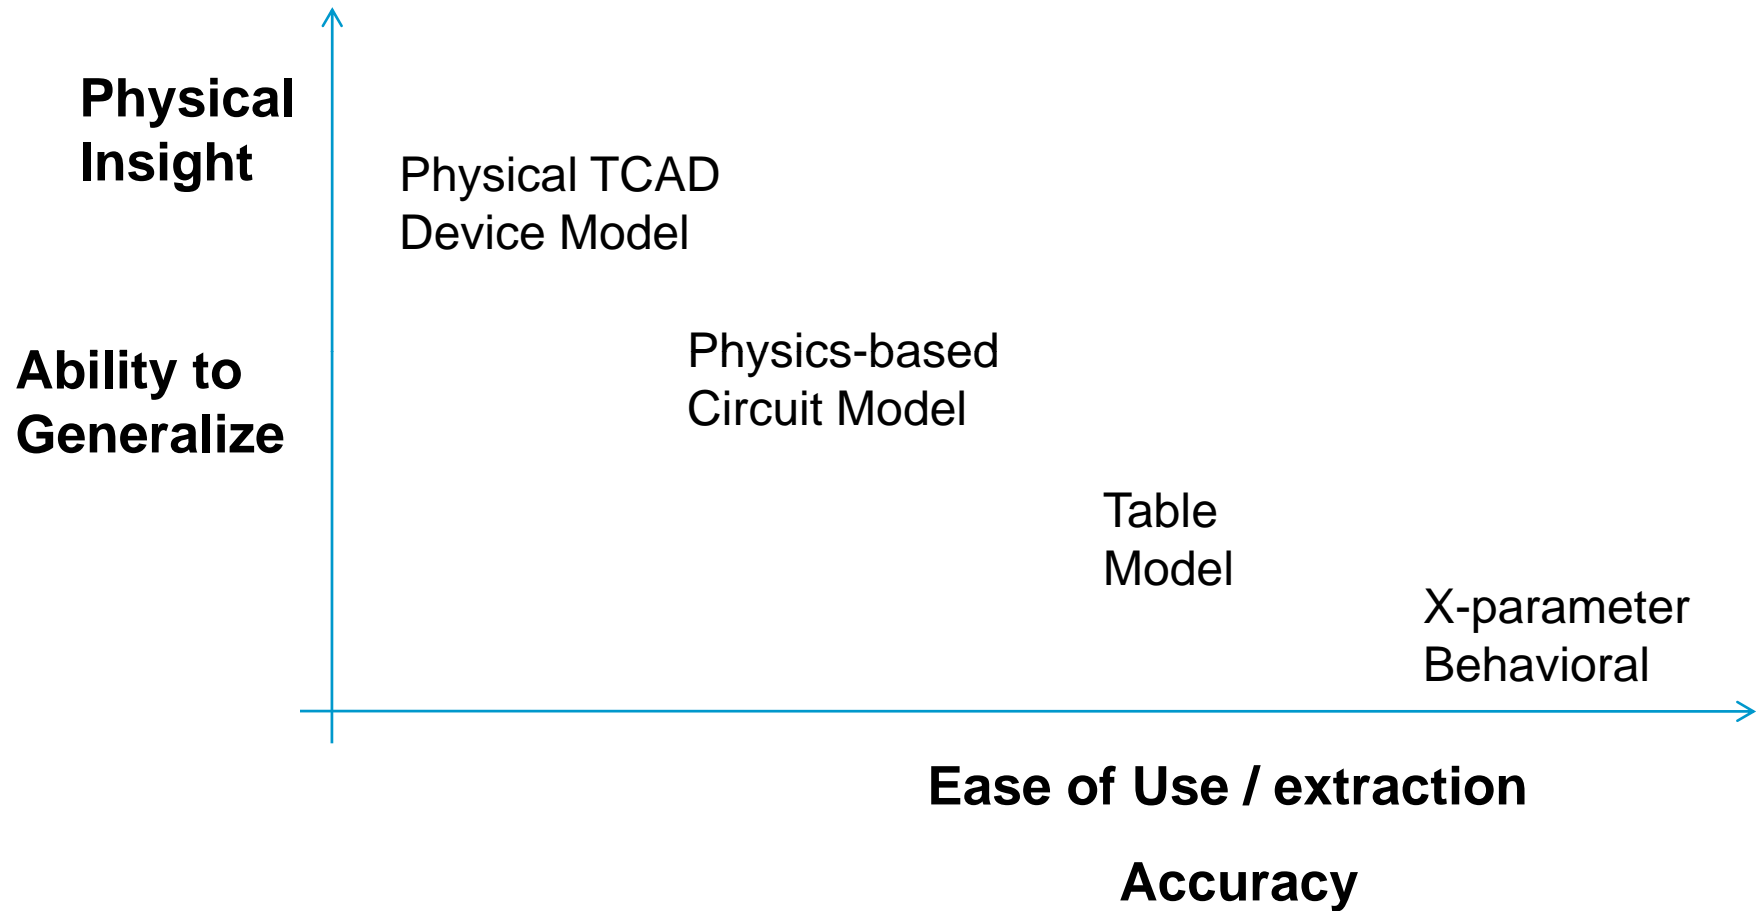 Physical
Insight
Physical TCAD
Device Model
Ability to
Generalize
Physics-based
Circuit Model
Table
Model
X-parameter
Behavioral
Ease of Use / extraction
Accuracy